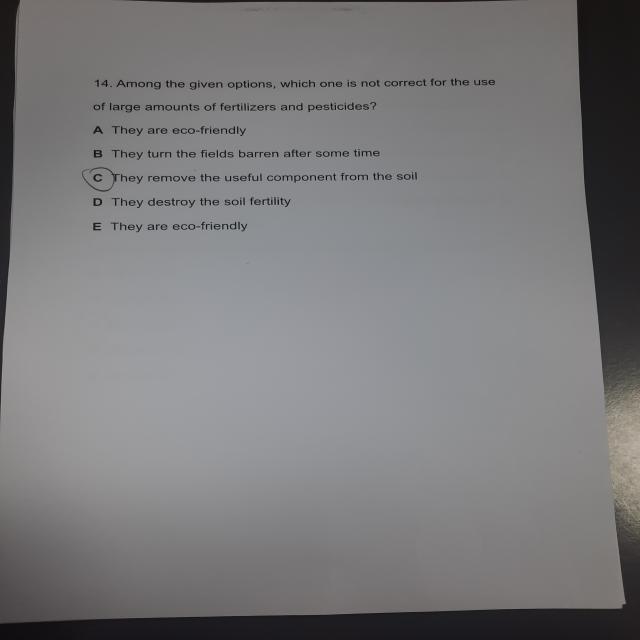 14. Among the given options, which one is not correct for the use
of large amounts of fertilizers and pesticides?
A They are eco-friendly
B They turn the fields barren after some time
C They remove the useful component from the soil
D They destroy the soil fertility
E They are eco-friendly